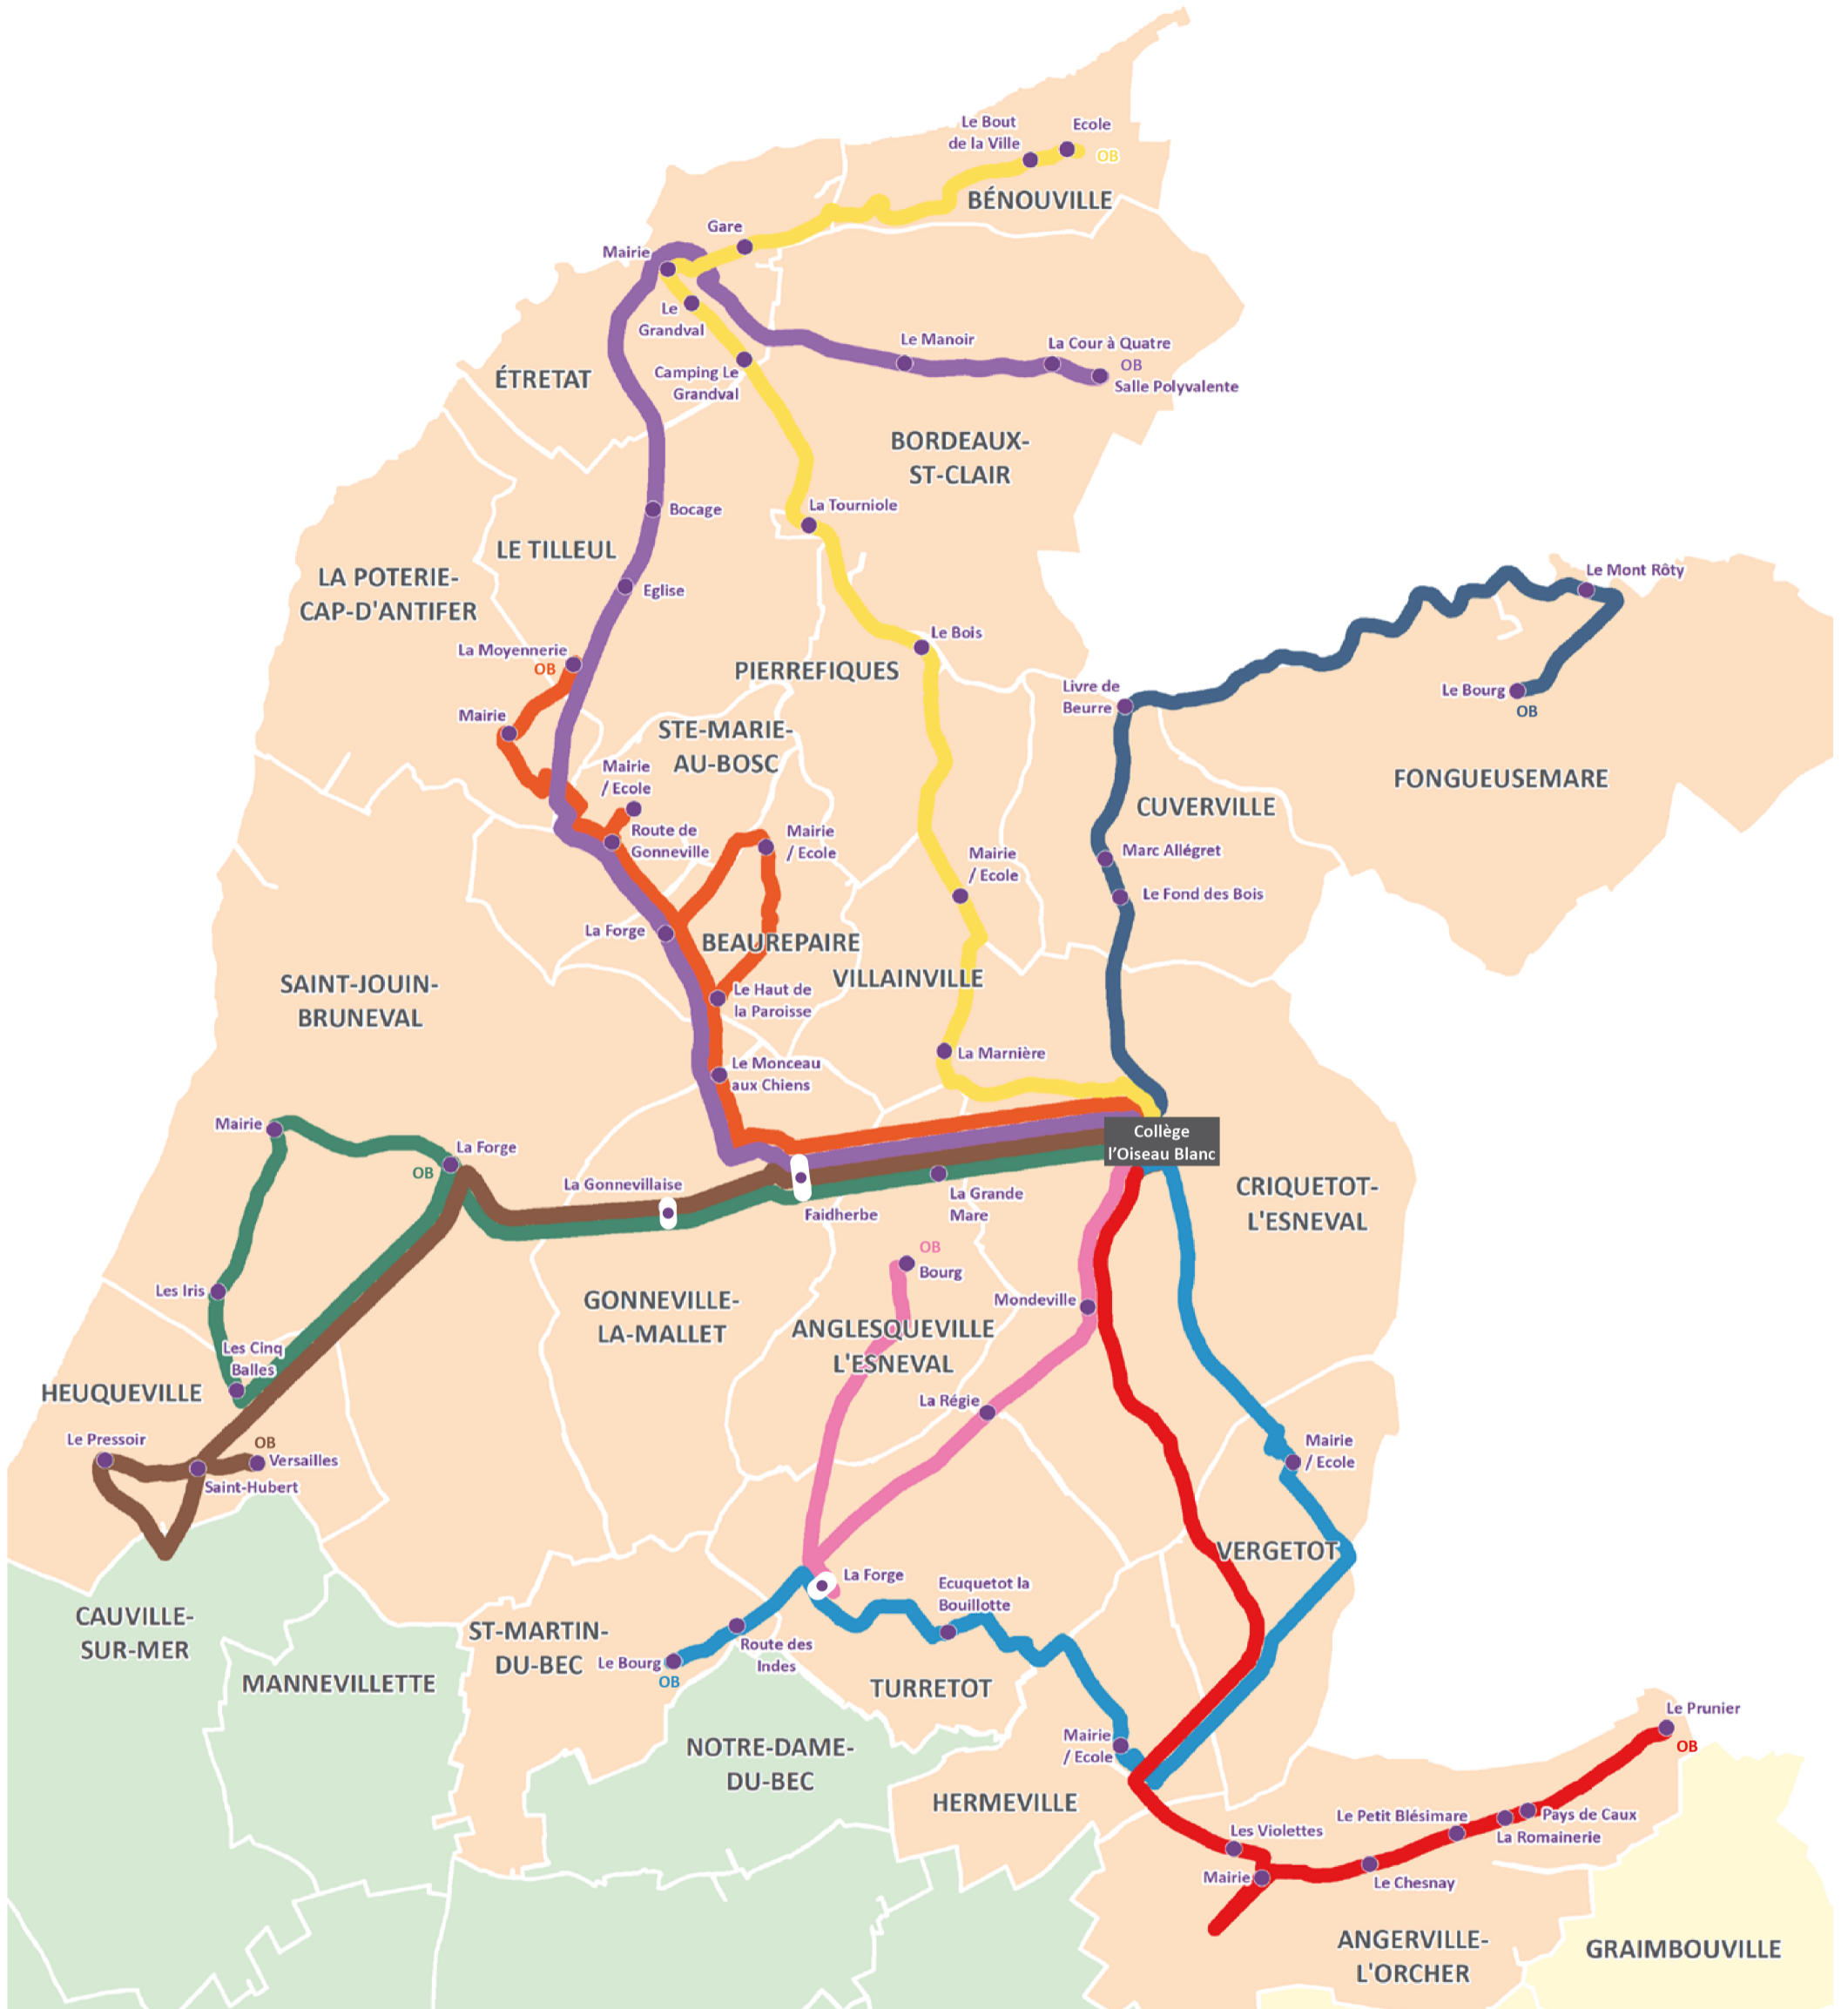 Le Bout
de la Ville
Ecole
OB
BÉNOUVILLE
Gare
Mairie
Le
Grandval
Camping Le
Grandval
ÉTRETAT
Le Manoir
La Cour à Quatre
OB
Salle Polyvalente
BORDEAUX-
ST-CLAIR
La Tourniole
Bocage
LE TILLEUL
Eglise
LA POTERIE-
CAP-D'ANTIFER
La Moyennerie
OB
Mairie
Le Bois
PIERREFIQUES
Le Mont Rôty
Livre de
Beurre
Le Bourg
OB
FONGUEUSEMARE
CUVERVILLE
STE-MARIE-
AU-BOSC
Mairie
/ Ecole
Route de
Gonneville
Mairie
/ Ecole
Mairie
/ Ecole
Marc Allégret
Le Fond des Bois
La Forge
BEAUREPAIRE
VILLAINVILLE
SAINT-JOUIN-
BRUNEVAL
Le Haut de
la Paroisse
La Marnière
Le Monceau
aux Chiens
Mairie
La Forge
OB
Collège
l'Oiseau Blanc
La Gonnevillaise
Faidherbe
La Grande
Mare
CRIQUETOT-
L'ESNEVAL
OB
Bourg
Les Iris
GONNEVILLE-
LA-MALLET
Mondeville
ANGLESQUEVILLE
L'ESNEVAL
Les Cinq
Balles
HEUQUEVILLE
La Régie
Le Pressoir
OB
Versailles
Saint-Hubert
Mairie
/ Ecole
VERGETOT
La Forge
Ecuquetot la
Bouillotte
CAUVILLE-
SUR-MER
ST-MARTIN-
DU-BEC
Le Bourg
OB
Route des
Indes
MANNEVILLETTE
TURRETOT
NOTRE-DAME-
DU-BEC
Mairie
/ Ecole
Le Prunier
OB
HERMEVILLE
Les Violettes
Le Petit Blésimare
Pays de Caux
La Romainerie
Mairie
Le Chesnay
ANGERVILLE-
L'ORCHER
GRAIMBOUVILLE